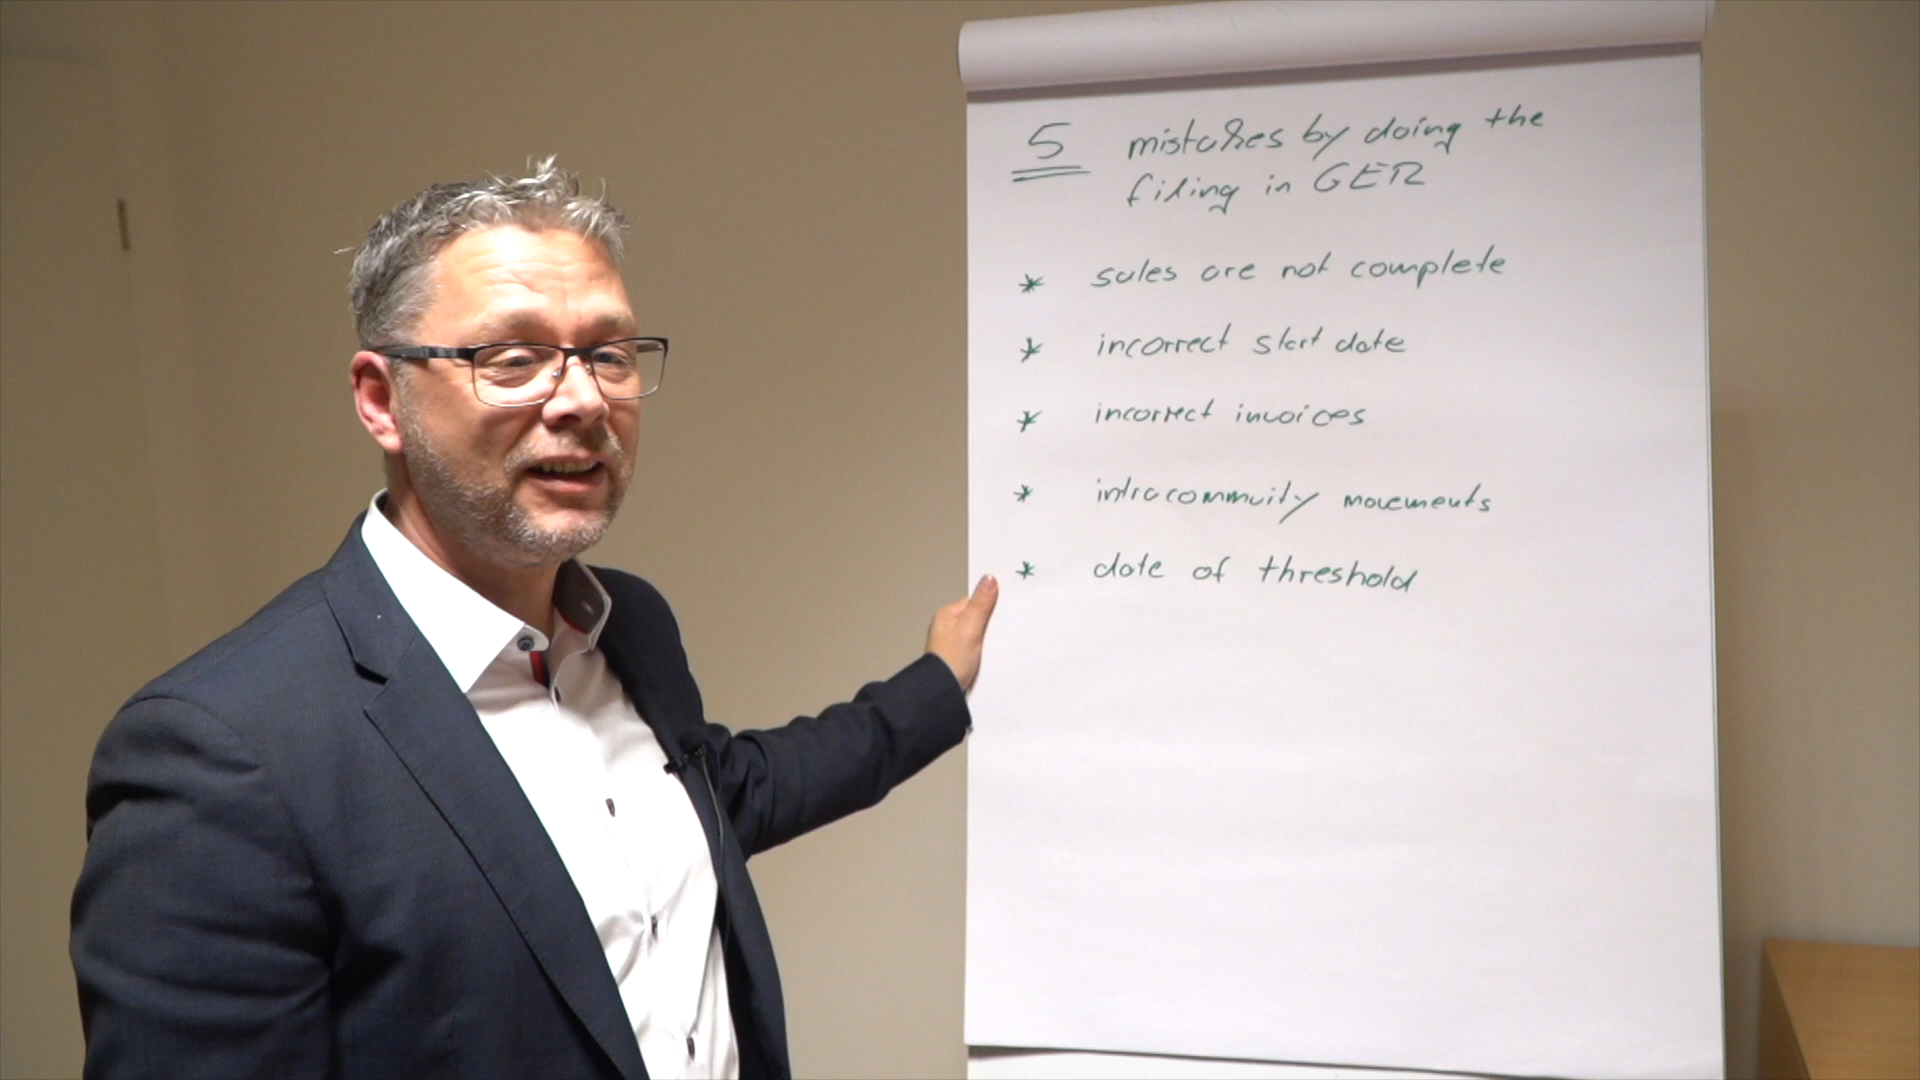 5 mistakes by doing the
filing in GER
* sales are not complete
* incorrect start date
* incorrect invoices
* intracommuity movements
* date of threshold